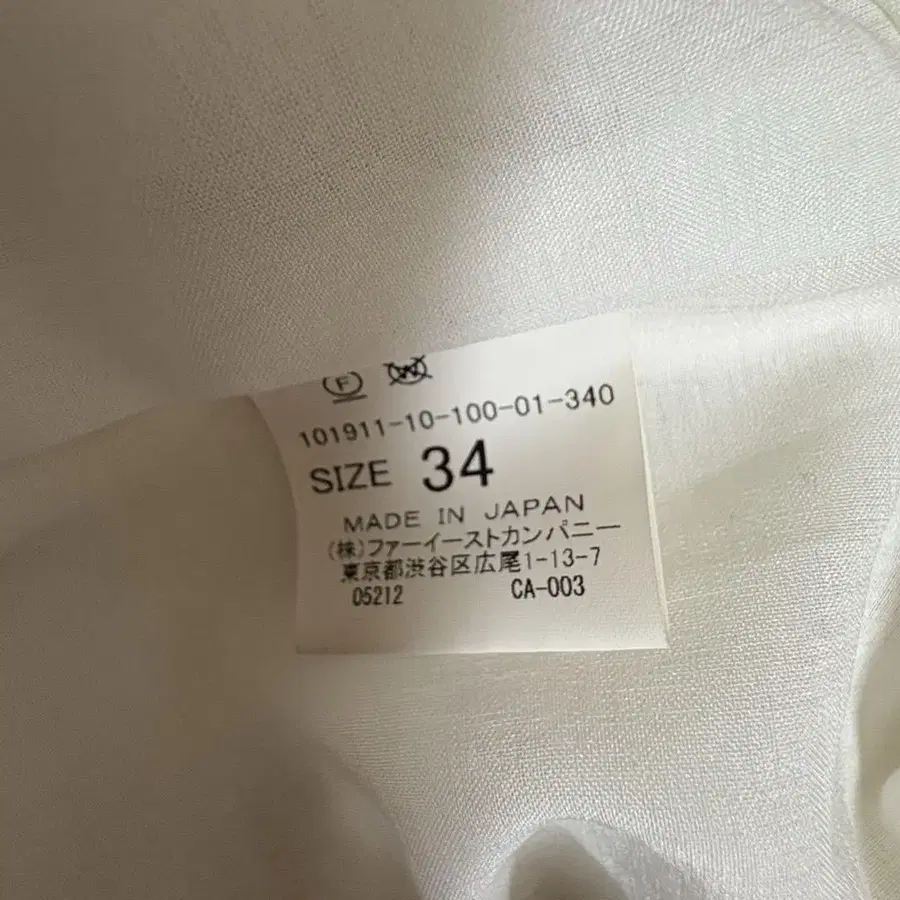 F W
101911-10-100-01-340
SIZE 34
MADE IN JAPAN
(株)ファーイーストカンパニー
東京都渋谷区広尾1-13-7
05212 CA-003